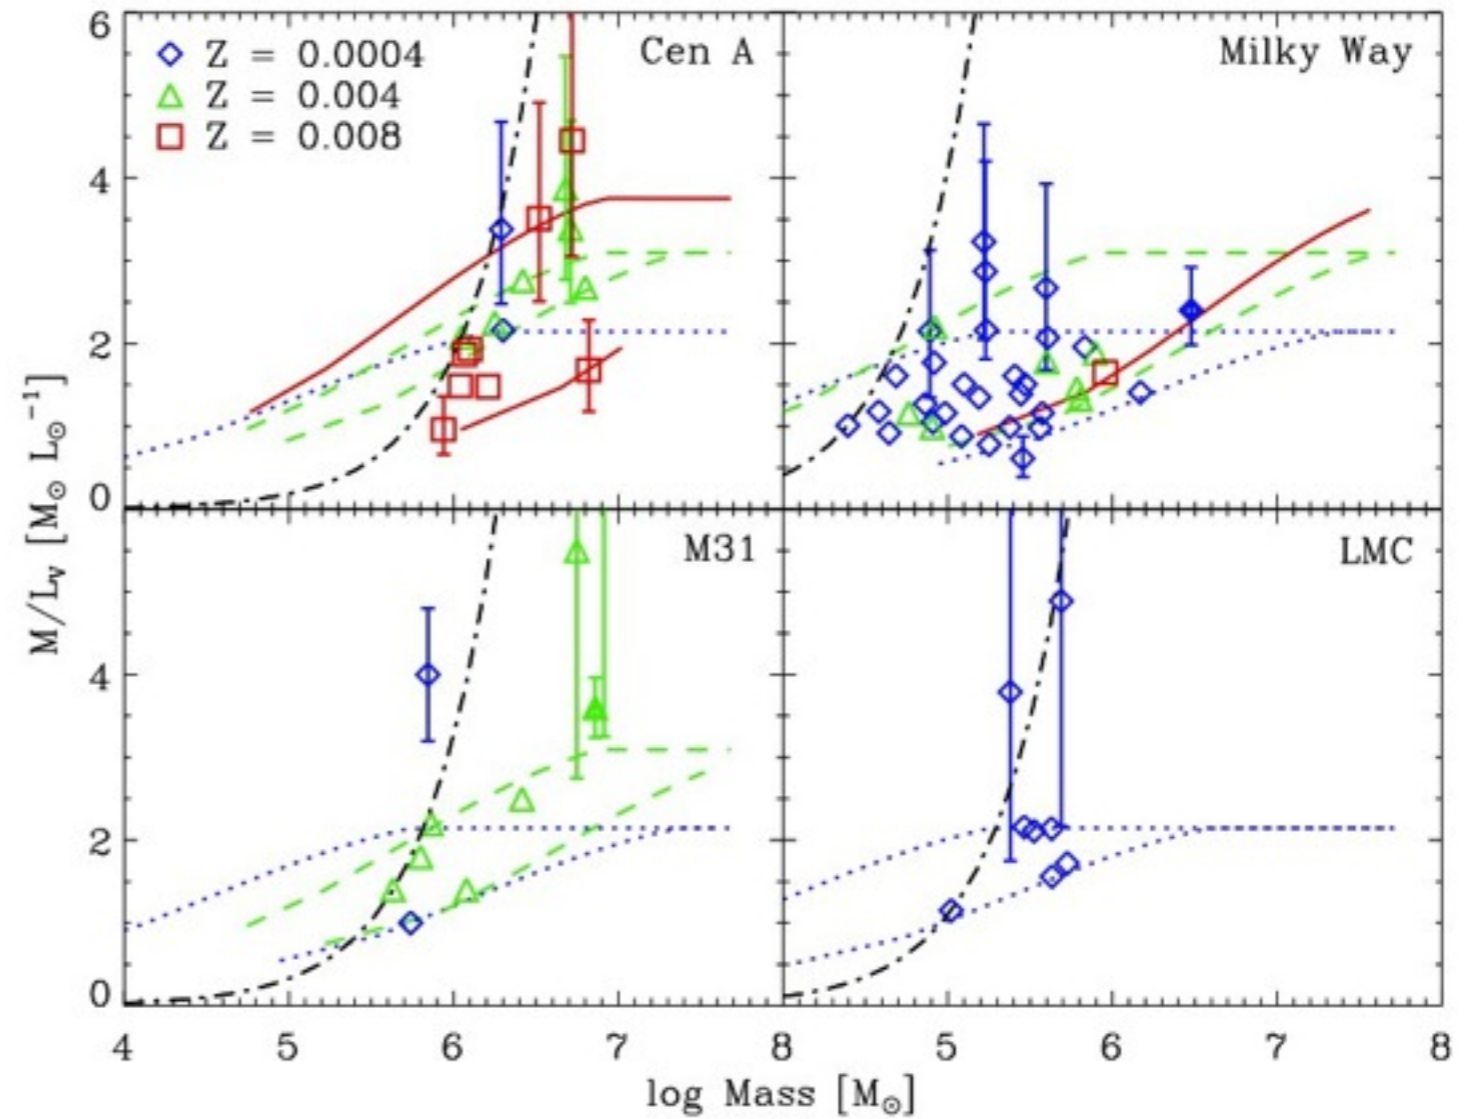 6
Cen A
Milky Way
Z = 0.0004
Z = 0.004
Z = 0.008
4
2
0
M31
LMC
4
2
0
M/L_V [M_⊙ L_⊙^{-1}]
4 5 6 7 8 5 6 7 8
log Mass [M_⊙]